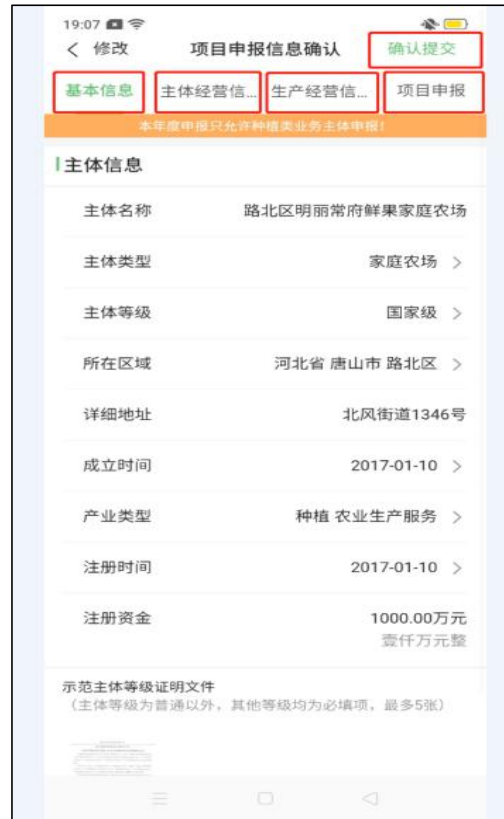 19:07
修改 项目申报信息确认 确认提交
基本信息 主体经营信... 生产经营信... 项目申报
本年度申报只允许种植类业务主体申报!
主体信息
主体名称 路北区明丽常府鲜果家庭农场
主体类型 家庭农场 >
主体等级 国家级 >
所在区域 河北省 唐山市 路北区 >
详细地址 北风街道1346号
成立时间 2017-01-10 >
产业类型 种植 农业生产服务 >
注册时间 2017-01-10 >
注册资金 1000.00万元
壹仟万元整
示范主体等级证明文件
(主体等级为普通以外，其他等级均为必填项，最多5张)